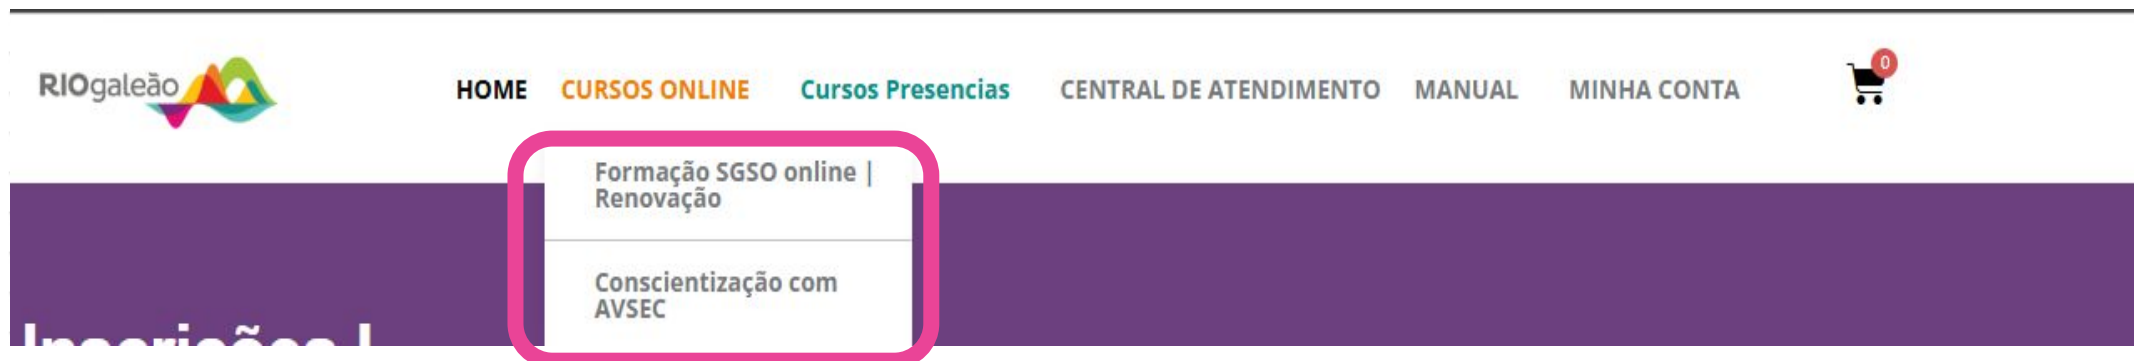 RIOgaleão
HOME CURSOS ONLINE Cursos Presencias CENTRAL DE ATENDIMENTO MANUAL MINHA CONTA 0
Formação SGSO online |
Renovação
Conscientização com
AVSEC
Inscrições |